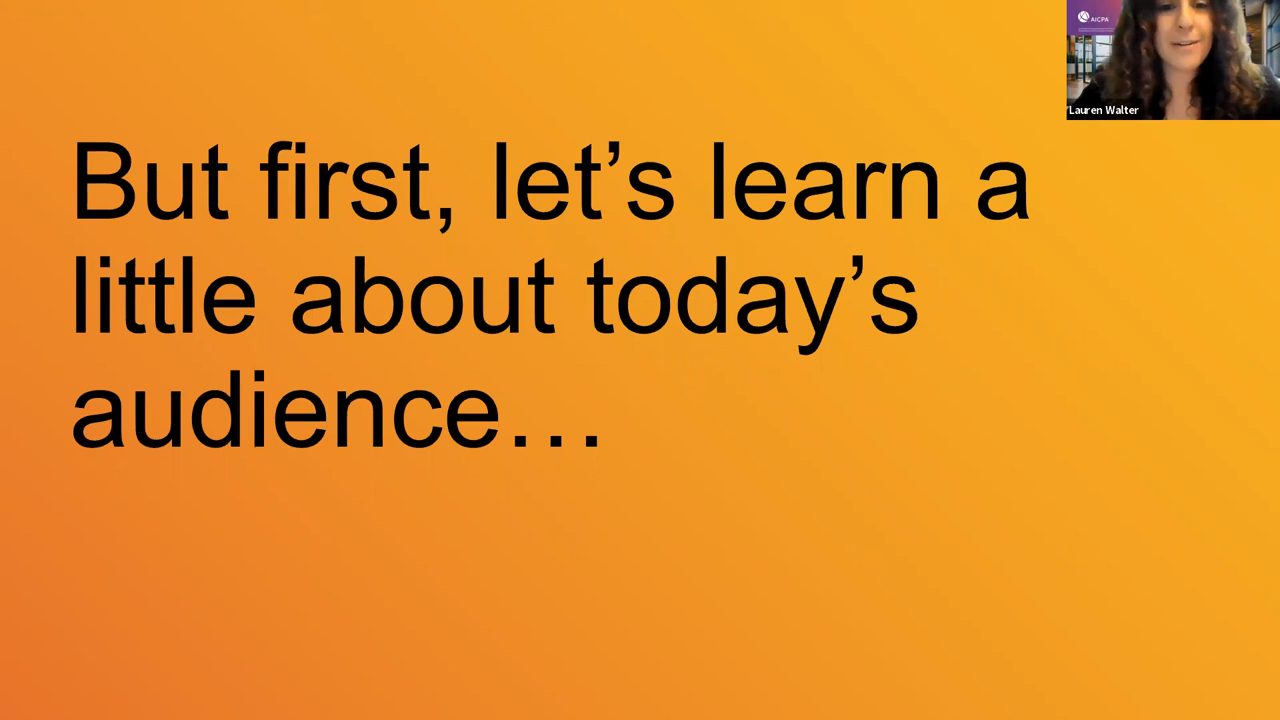 AICPA
Lauren Walter
But first, let’s learn a
little about today’s
audience…